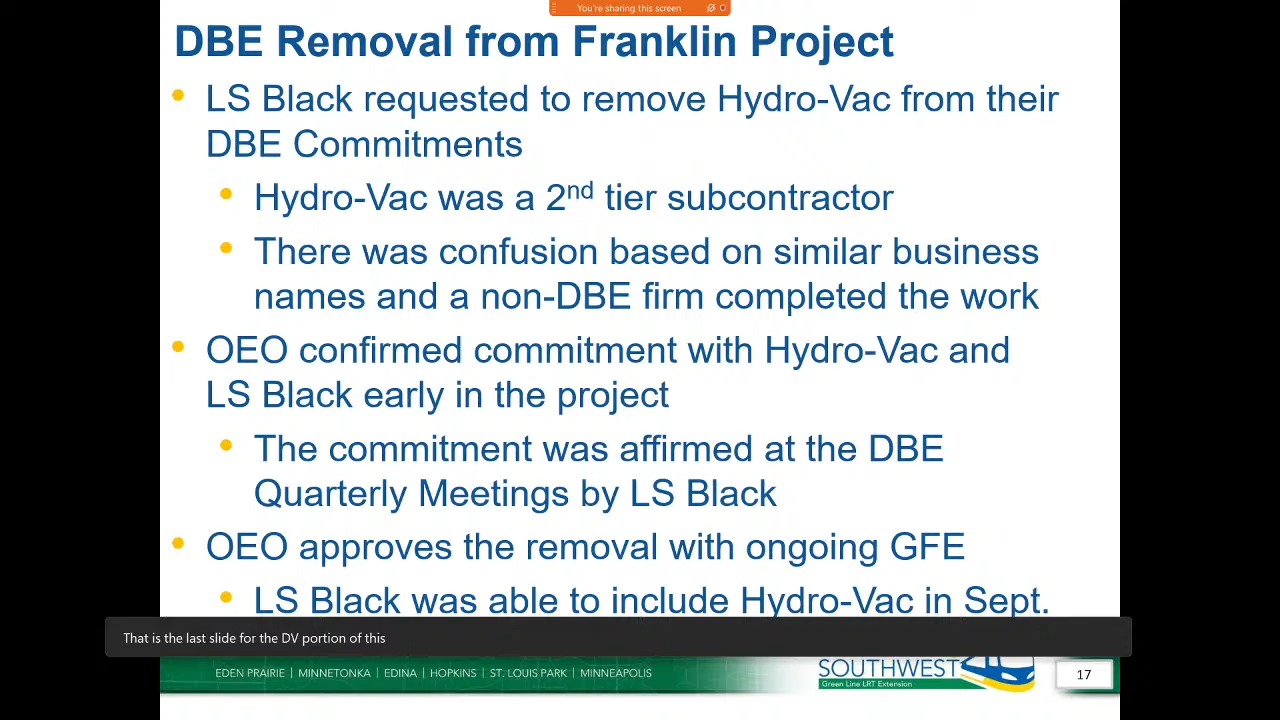 You're sharing this screen
DBE Removal from Franklin Project
• LS Black requested to remove Hydro-Vac from their
DBE Commitments
• Hydro-Vac was a 2nd tier subcontractor
• There was confusion based on similar business
names and a non-DBE firm completed the work
• OEO confirmed commitment with Hydro-Vac and
LS Black early in the project
• The commitment was affirmed at the DBE
Quarterly Meetings by LS Black
• OEO approves the removal with ongoing GFE
• LS Black was able to include Hydro-Vac in Sept.
That is the last slide for the DV portion of this
EDEN PRAIRIE | MINNETONKA | EDINA | HOPKINS | ST. LOUIS PARK | MINNEAPOLIS
SOUTHWEST
Green Line LRT Extension
17